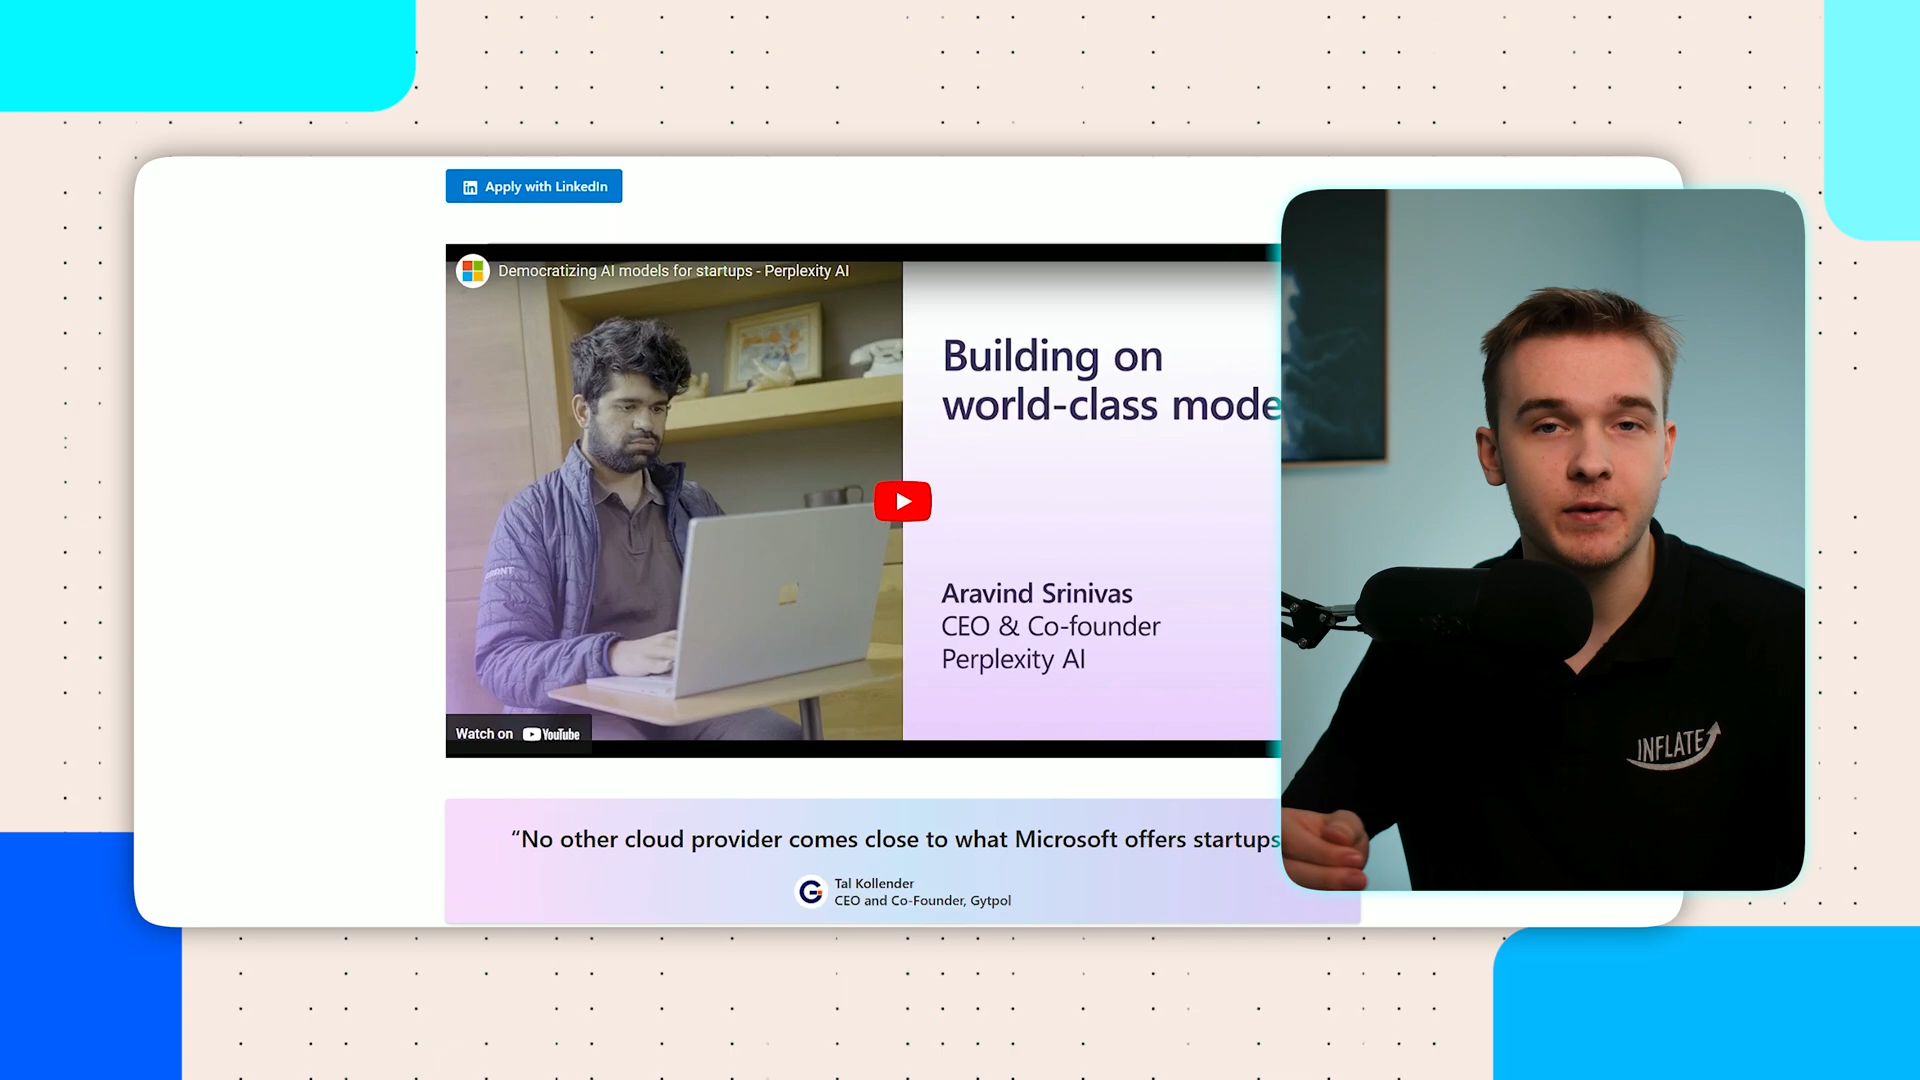 Apply with LinkedIn
Democratizing AI models for startups - Perplexity AI
Building on
world-class mode
Aravind Srinivas
CEO & Co-founder
Perplexity AI
Watch on YouTube
“No other cloud provider comes close to what Microsoft offers startups
Tal Kollender
CEO and Co-Founder, Gytpol
INFLATE